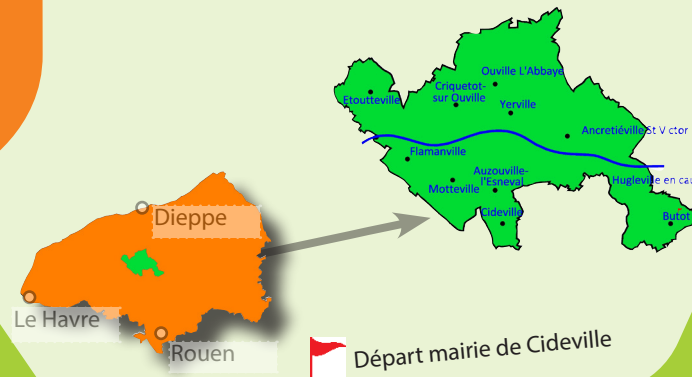 Ouville L'Abbaye
Criquetot-
sur Ouville
Etoutteville
Yerville
Ancretiéville St Victor
Flamanville
Auzouville-
l'Esneval
Motteville
Hugleville en cau
Cideville
Butot
Dieppe
Le Havre
Rouen
Départ mairie de Cideville